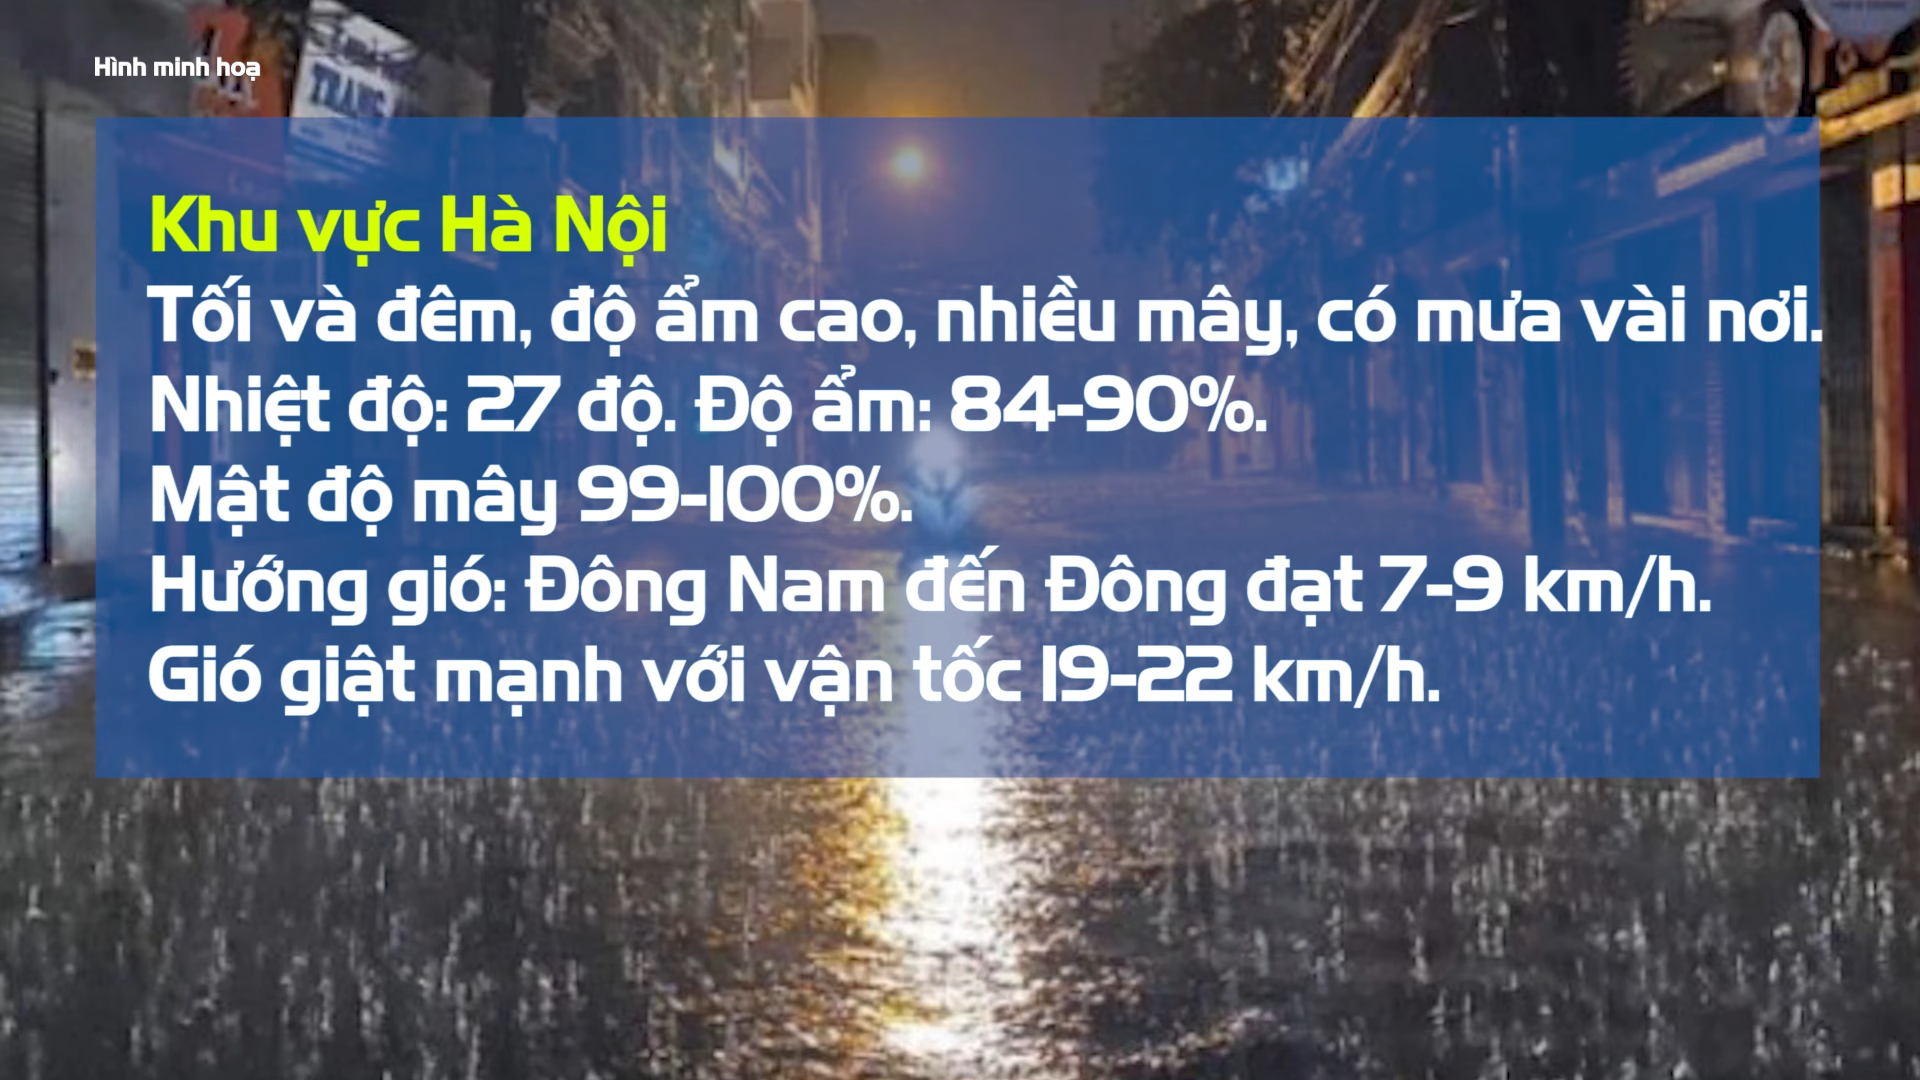 Hình minh hoạ
TRANG
Khu vực Hà Nội
Tối và đêm, độ ẩm cao, nhiều mây, có mưa vài nơi.
Nhiệt độ: 27 độ. Độ ẩm: 84-90%.
Mật độ mây 99-100%.
Hướng gió: Đông Nam đến Đông đạt 7-9 km/h.
Gió giật mạnh với vận tốc 19-22 km/h.